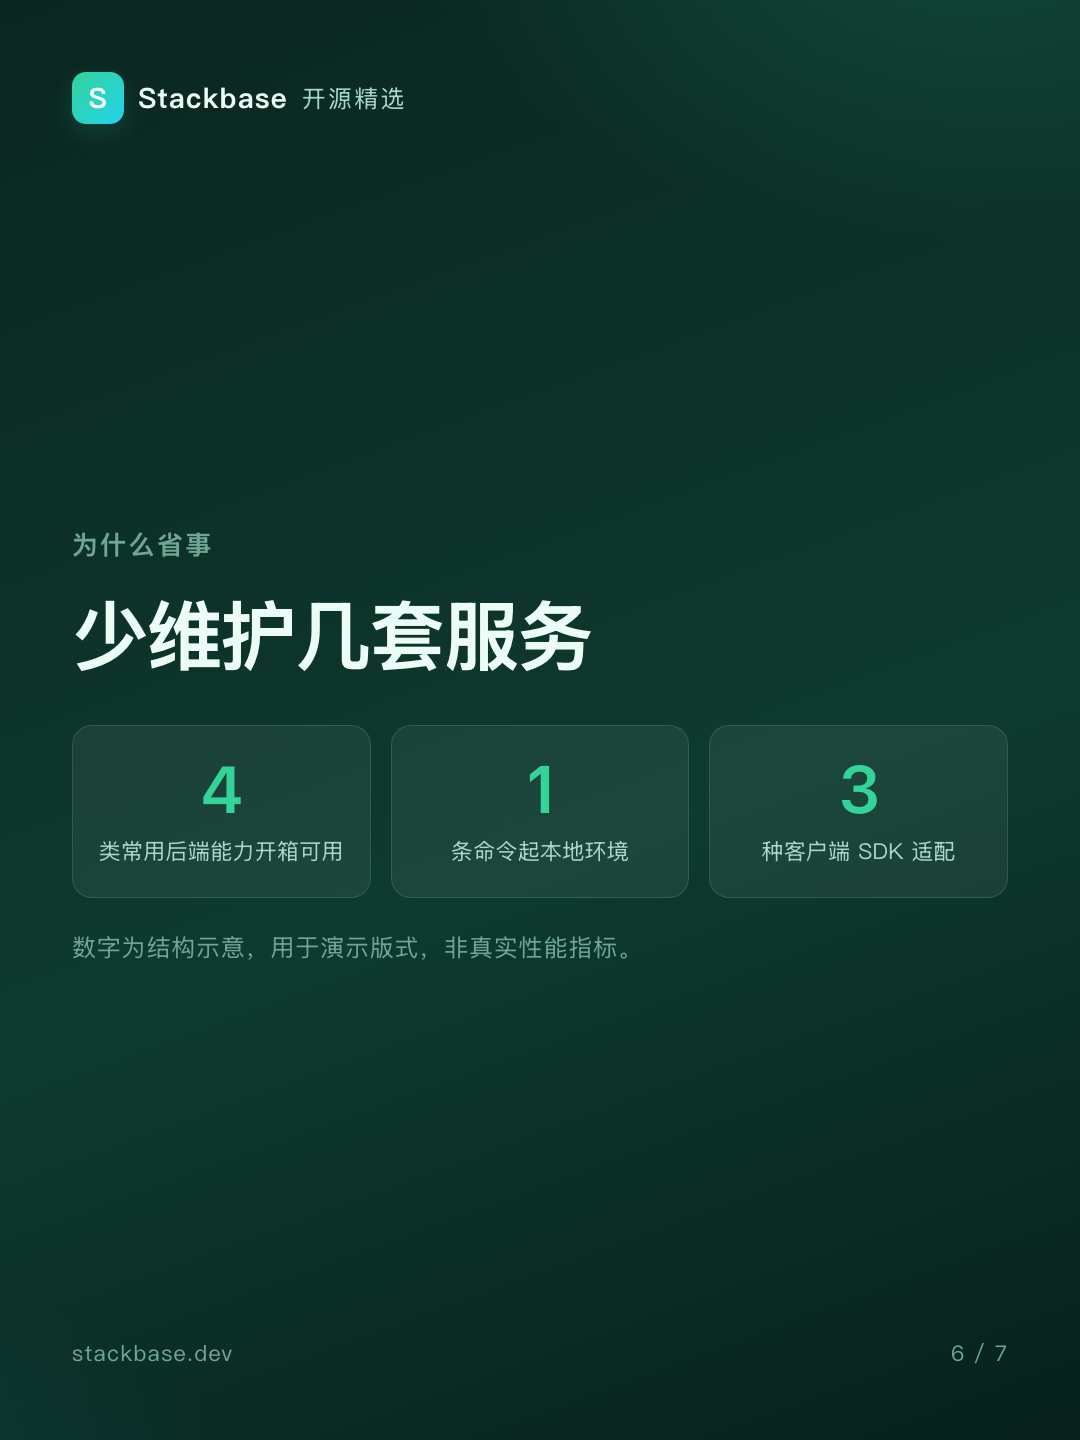 S Stackbase 开源精选
为什么省事
少维护几套服务
4
类常用后端能力开箱可用
1
条命令起本地环境
3
种客户端 SDK 适配
数字为结构示意，用于演示版式，非真实性能指标。
stackbase.dev
6 / 7